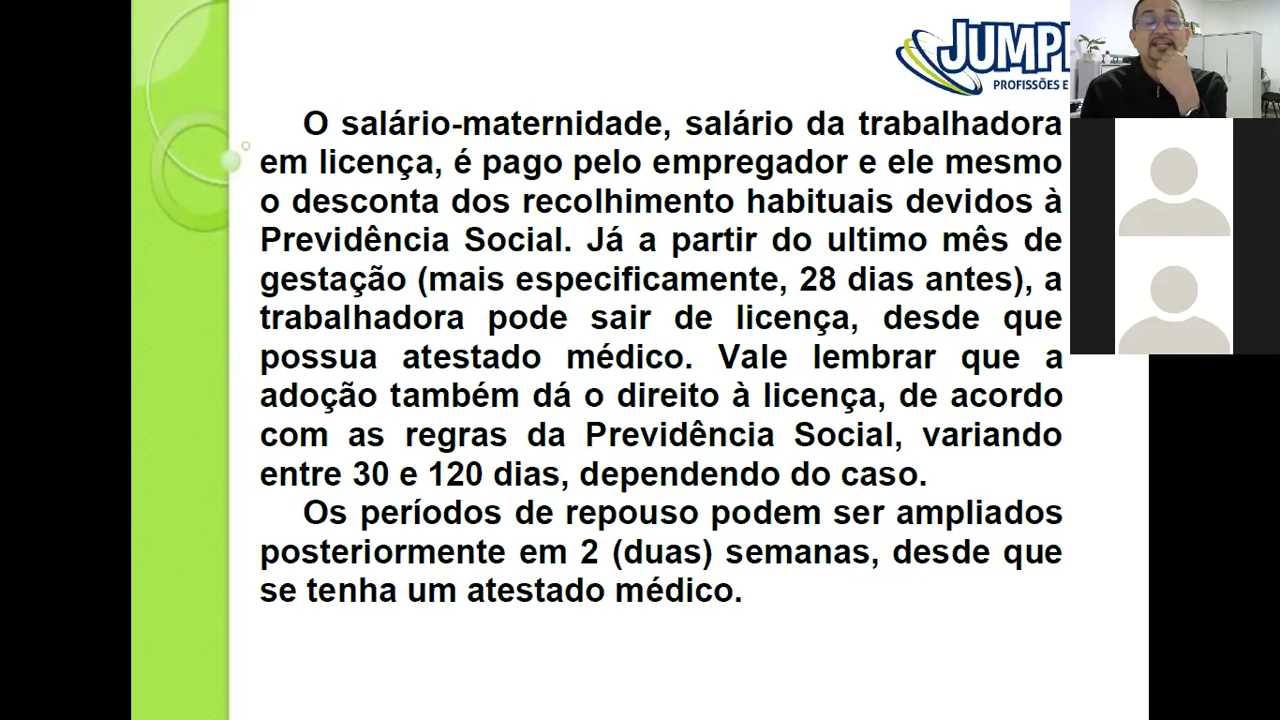 JUMP
PROFISSÕES E
O salário-maternidade, salário da trabalhadora
em licença, é pago pelo empregador e ele mesmo
o desconta dos recolhimento habituais devidos à
Previdência Social. Já a partir do ultimo mês de
gestação (mais especificamente, 28 dias antes), a
trabalhadora pode sair de licença, desde que
possua atestado médico. Vale lembrar que a
adoção também dá o direito à licença, de acordo
com as regras da Previdência Social, variando
entre 30 e 120 dias, dependendo do caso.
Os períodos de repouso podem ser ampliados
posteriormente em 2 (duas) semanas, desde que
se tenha um atestado médico.